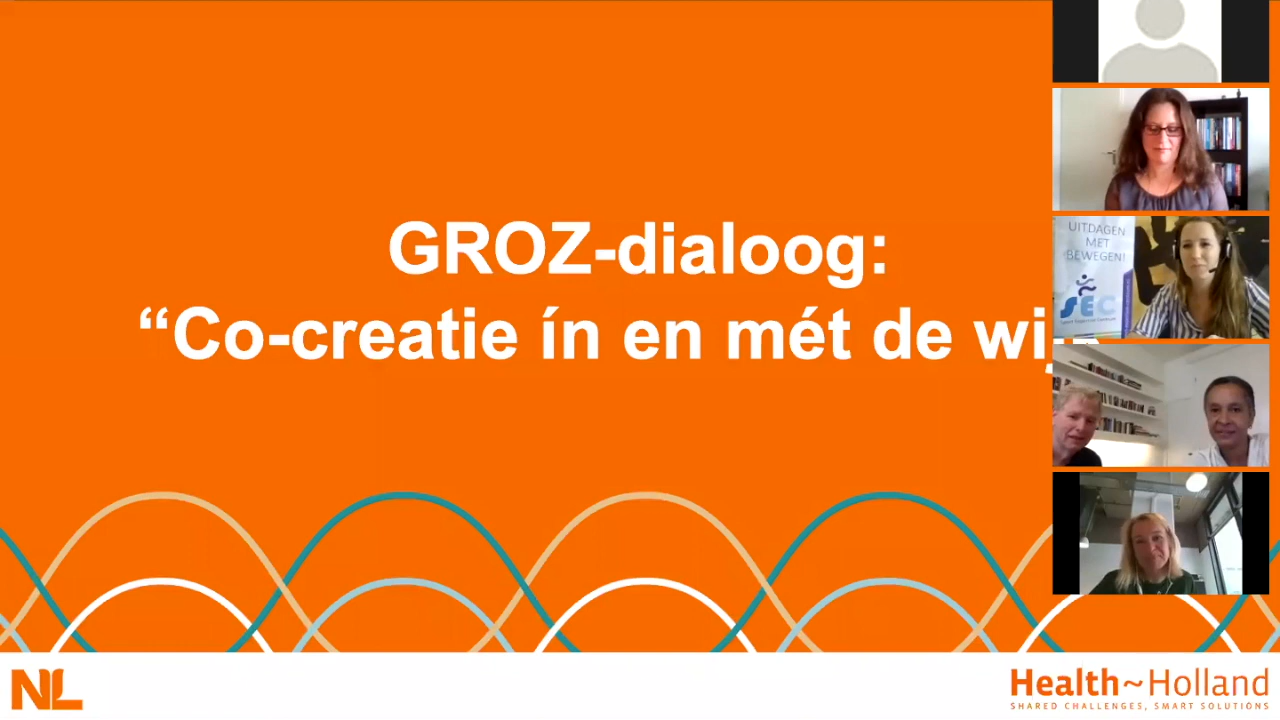 GROZ-dialoog:
“Co-creatie ín en mét de
UITDAGEN
MET
BEWEGEN!
SEC
NL
Health~Holland
SHARED CHALLENGES, SMART SOLUTIONS